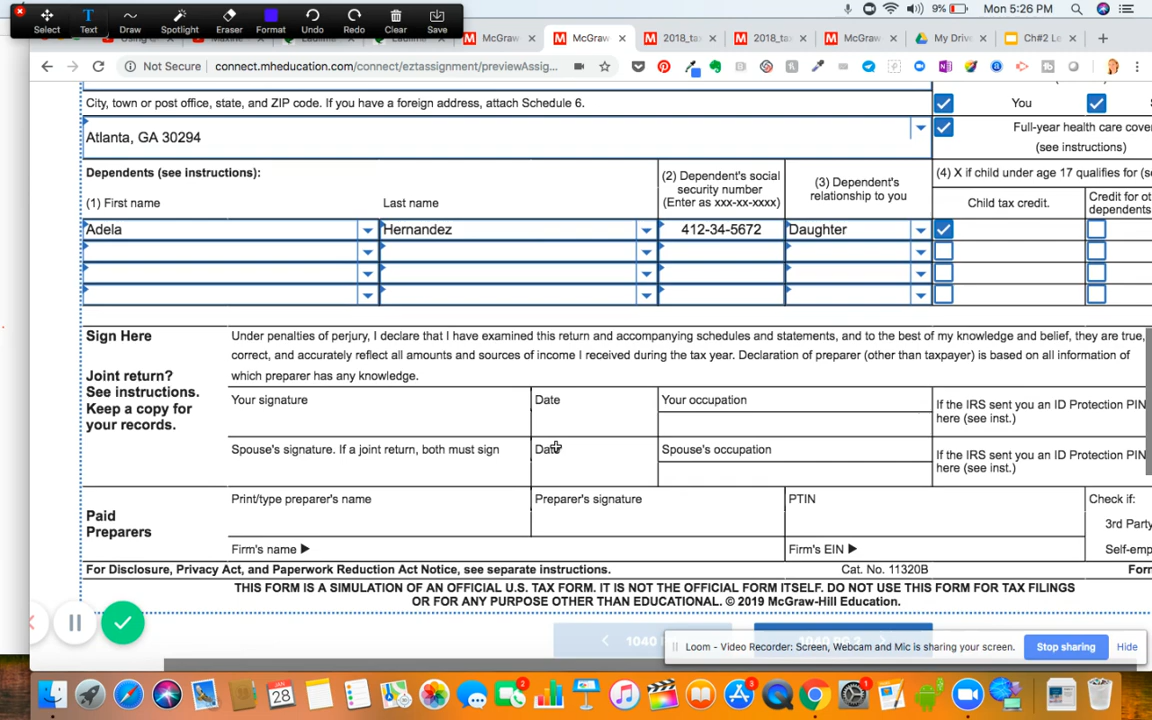 Select Text Draw Spotlight Eraser Format Undo Redo Clear Save
9% Mon 5:26 PM
McGraw McGraw 2018_ta 2018_ta McGraw My Drive Ch#2 Le
Not Secure connect.mheducation.com/connect/eztassignment/previewAssig...
City, town or post office, state, and ZIP code. If you have a foreign address, attach Schedule 6.
You
Atlanta, GA 30294
Full-year health care cove
(see instructions)
Dependents (see instructions):
(2) Dependent's social security number (Enter as xxx-xx-xxxx)
(3) Dependent's relationship to you
(4) X if child under age 17 qualifies for (s
(1) First name Last name
Child tax credit.
Credit for ot
dependents
Adela Hernandez 412-34-5672 Daughter
Sign Here
Joint return?
See instructions.
Keep a copy for
your records.
Under penalties of perjury, I declare that I have examined this return and accompanying schedules and statements, and to the best of my knowledge and belief, they are true,
correct, and accurately reflect all amounts and sources of income I received during the tax year. Declaration of preparer (other than taxpayer) is based on all information of
which preparer has any knowledge.
Your signature Date Your occupation
If the IRS sent you an ID Protection PIN
here (see inst.)
Spouse's signature. If a joint return, both must sign Date Spouse's occupation
If the IRS sent you an ID Protection PIN
here (see inst.)
Paid
Preparers
Print/type preparer's name Preparer's signature PTIN Check if:
3rd Party
Firm's name ▶ Firm's EIN ▶ Self-emp
For Disclosure, Privacy Act, and Paperwork Reduction Act Notice, see separate instructions. Cat. No. 11320B Forr
THIS FORM IS A SIMULATION OF AN OFFICIAL U.S. TAX FORM. IT IS NOT THE OFFICIAL FORM ITSELF. DO NOT USE THIS FORM FOR TAX FILINGS
OR FOR ANY PURPOSE OTHER THAN EDUCATIONAL. © 2019 McGraw-Hill Education.
1040
Loom - Video Recorder: Screen, Webcam and Mic is sharing your screen. Stop sharing Hide
JAN
28
2
3
1